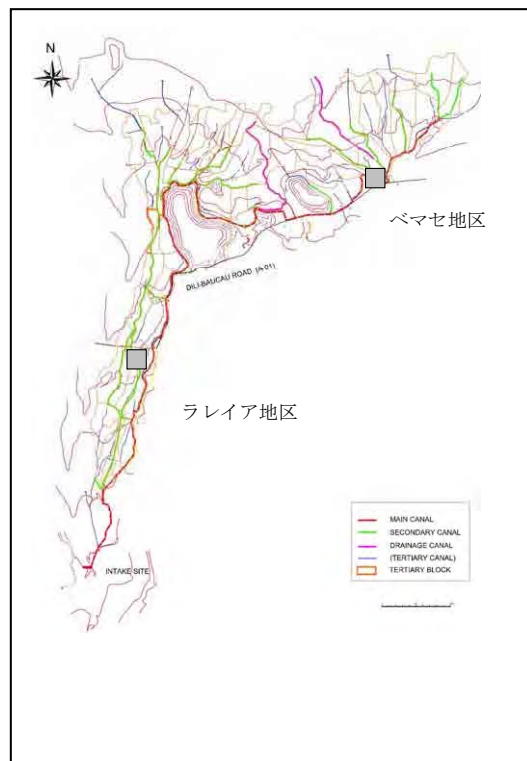 N
ベマセ地区
DILI-BAUCAU ROAD (A-01)
ラレイア地区
MAIN CANAL
SECONDARY CANAL
DRAINAGE CANAL
(TERTIARY CANAL)
TERTIARY BLOCK
INTAKE SITE